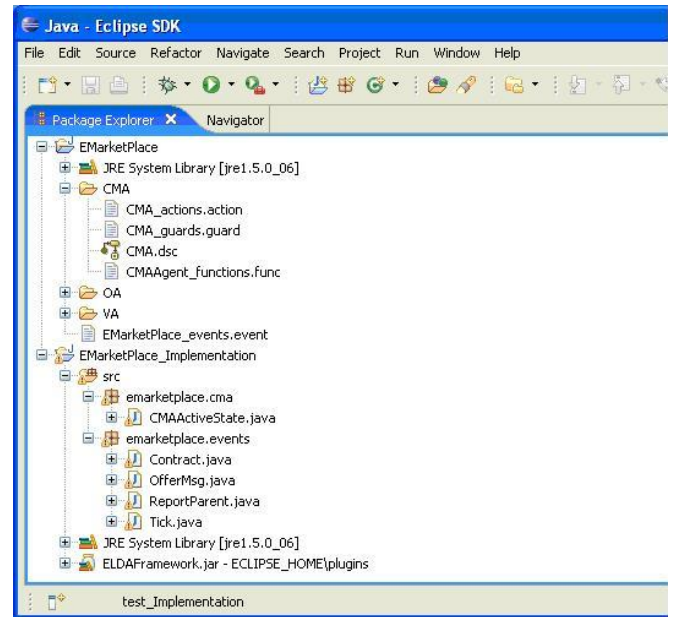 Java - Eclipse SDK
File Edit Source Refactor Navigate Search Project Run Window Help
Package Explorer Navigator
EMarketPlace
JRE System Library [jre1.5.0_06]
CMA
CMA_actions.action
CMA_guards.guard
CMA.dsc
CMAAgent_functions.func
OA
VA
EMarketPlace_events.event
EMarketPlace_Implementation
src
emarketplace.cma
CMAActiveState.java
emarketplace.events
Contract.java
OfferMsg.java
ReportParent.java
Tick.java
JRE System Library [jre1.5.0_06]
ELDAFramework.jar - ECLIPSE_HOME\plugins
test_Implementation